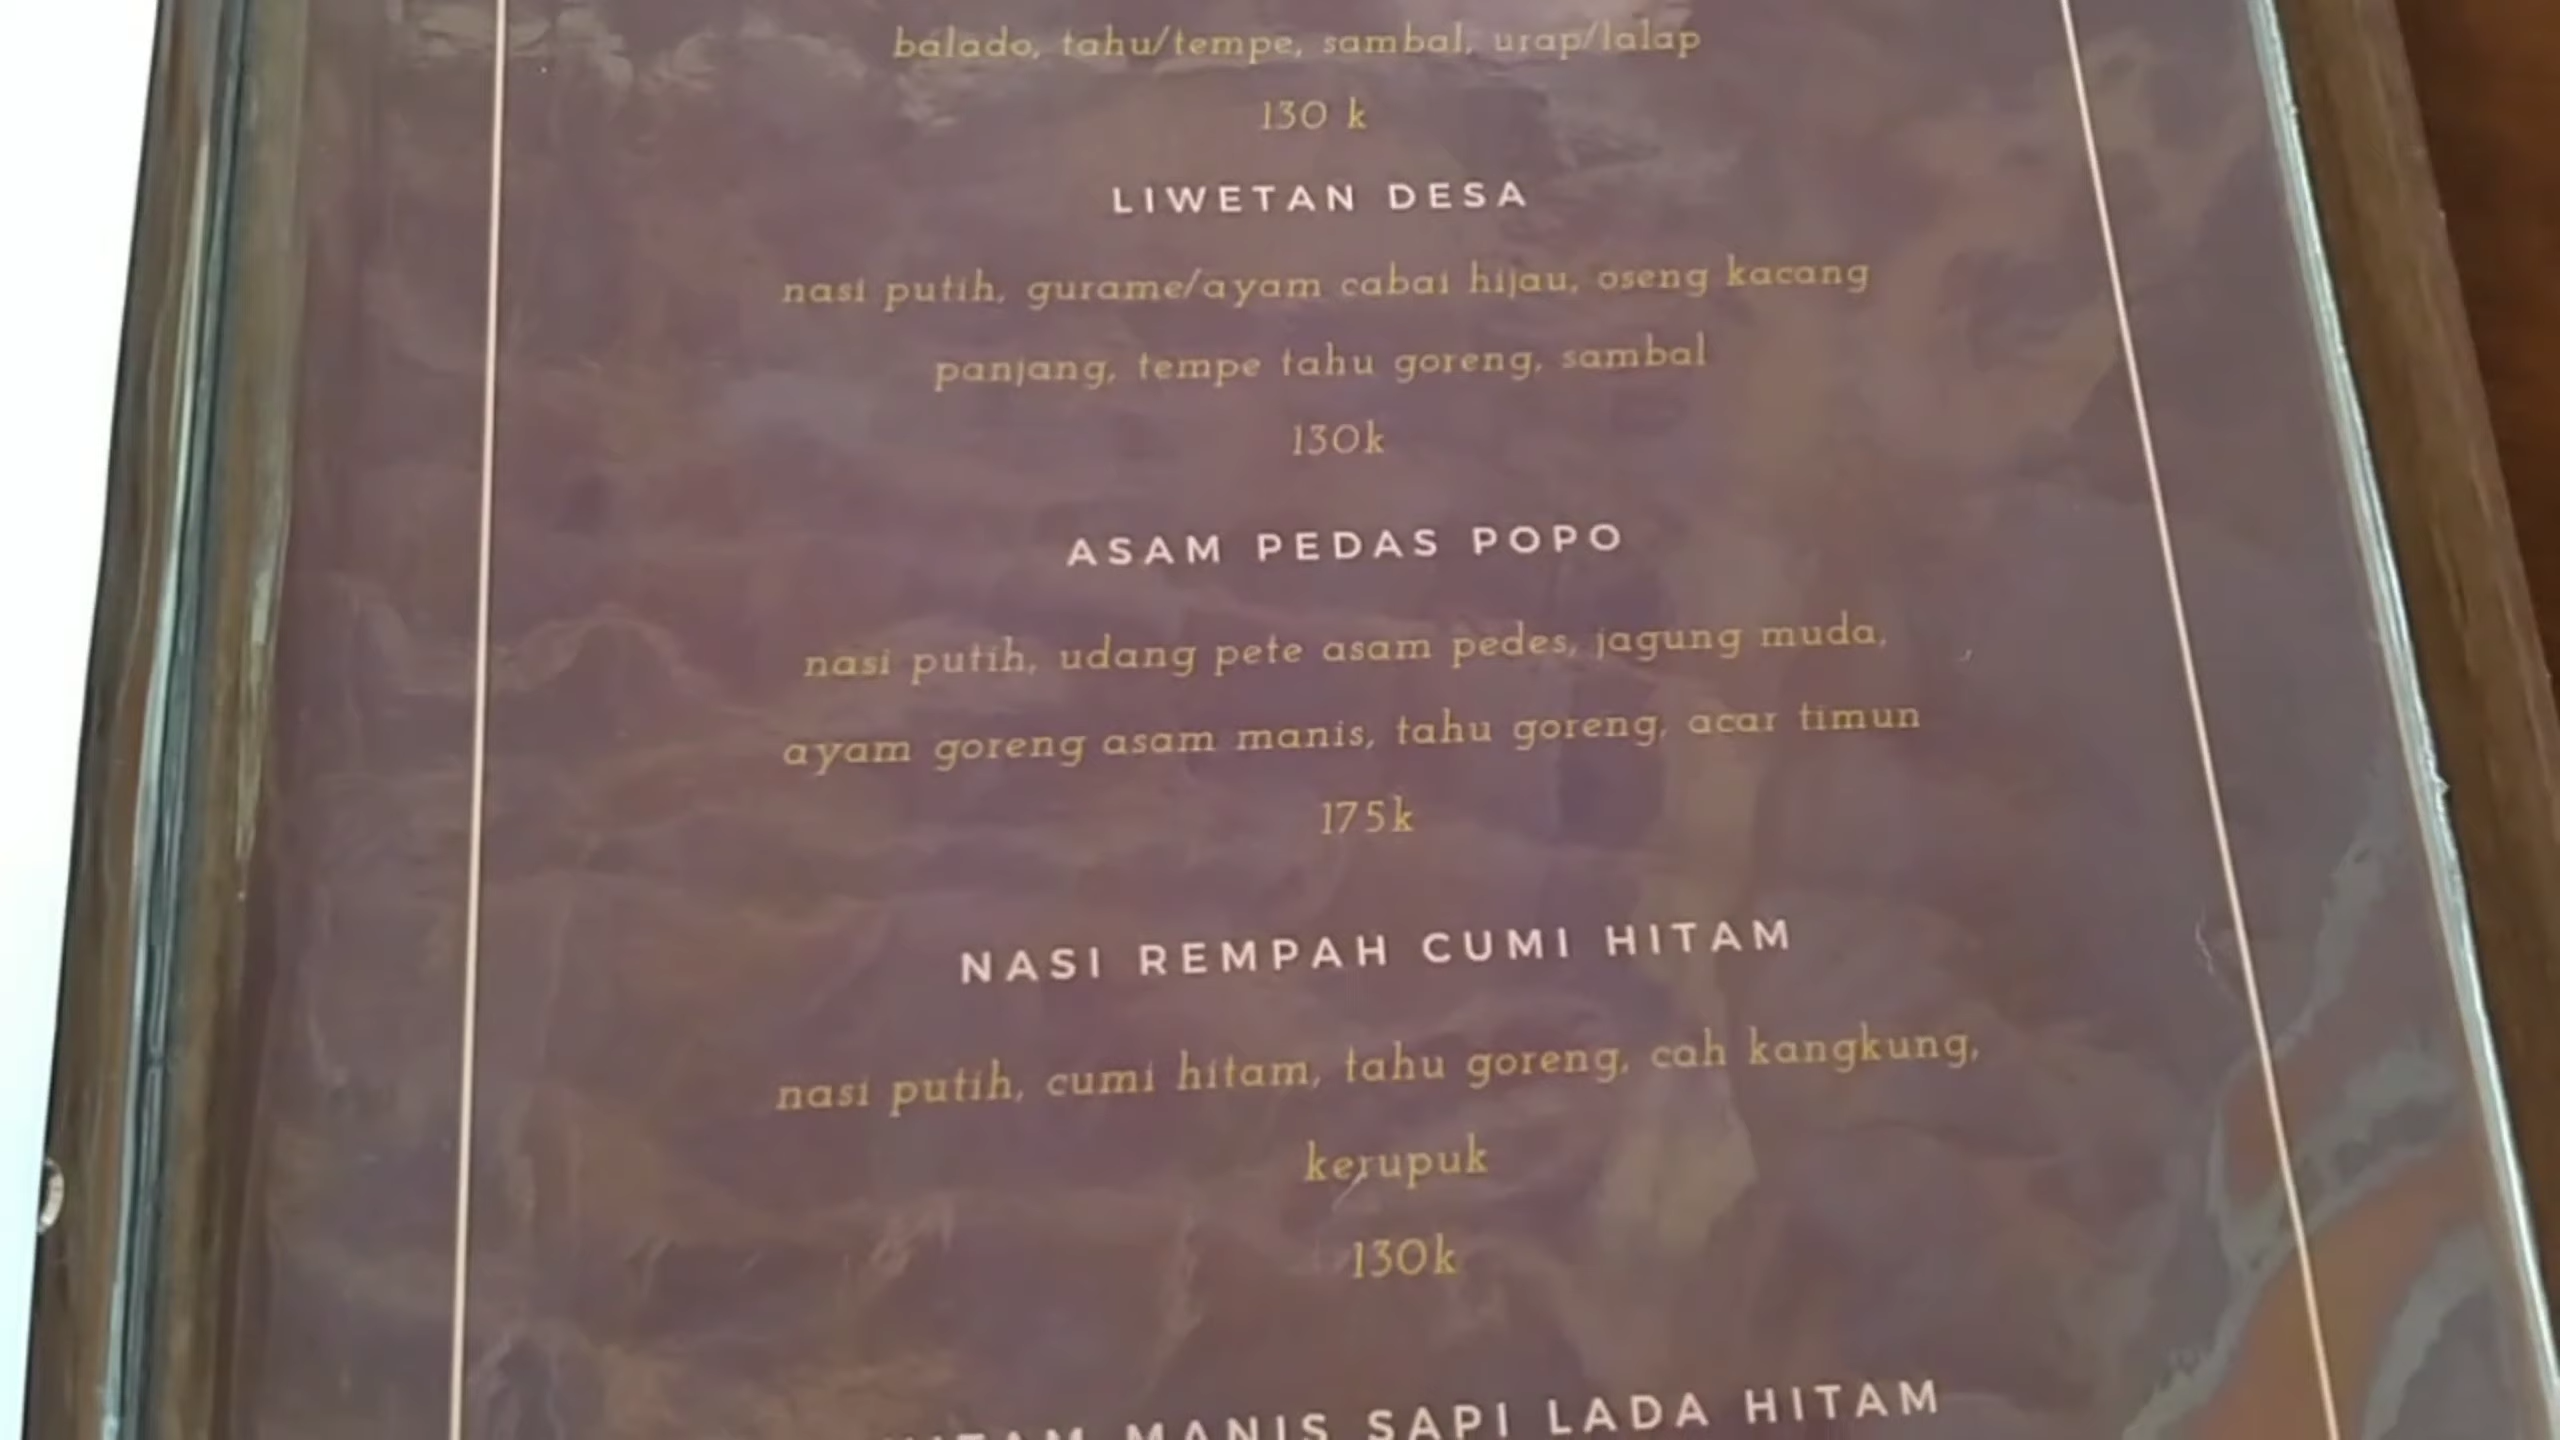 balado, tahu/tempe, sambal, urap/lalap
130 k
LIWETAN DESA
nasi putih, gurame/ayam cabai hijau, oseng kacang
panjang, tempe tahu goreng, sambal
130k
ASAM PEDAS POPO
nasi putih, udang pete asam pedes, jagung muda,
ayam goreng asam manis, tahu goreng, acar timun
175k
NASI REMPAH CUMI HITAM
nasi putih, cumi hitam, tahu goreng, cah kangkung,
kerupuk
130k
MANIS SAPI LADA HITAM